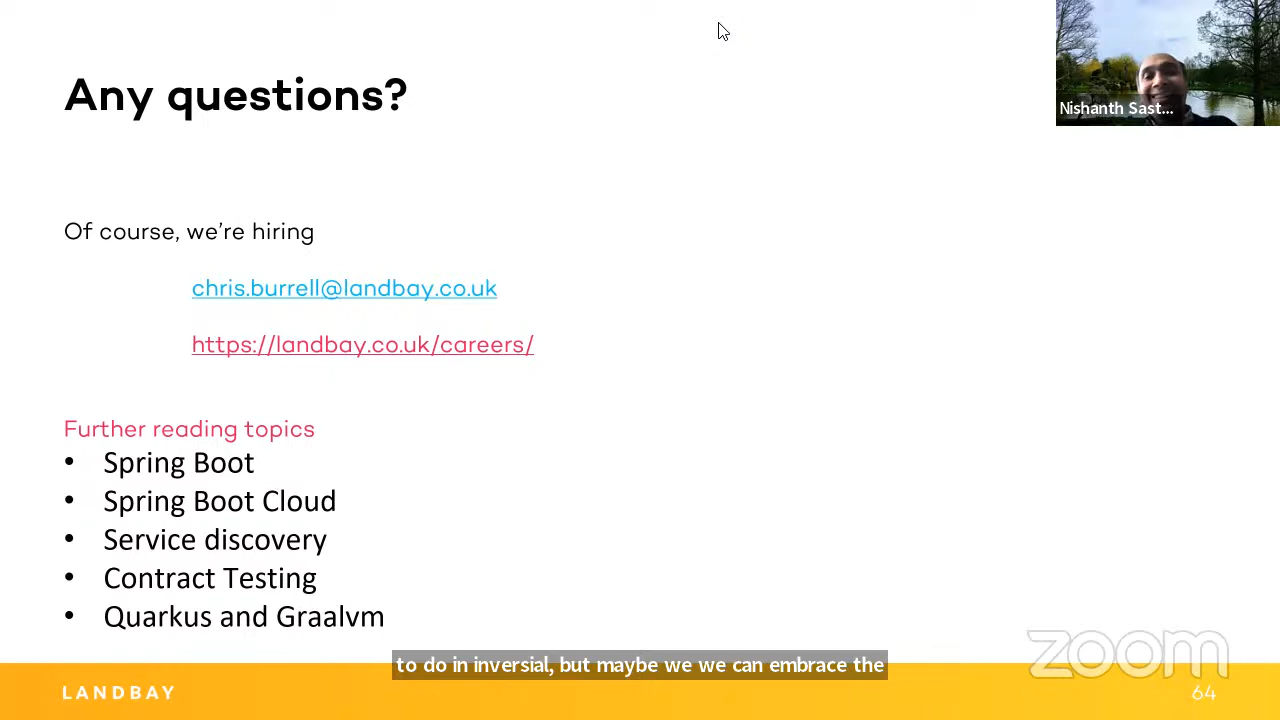 Any questions?
Nishanth Sast...
Of course, we're hiring
chris.burrell@landbay.co.uk
https://landbay.co.uk/careers/
Further reading topics
• Spring Boot
• Spring Boot Cloud
• Service discovery
• Contract Testing
• Quarkus and Graalvm
zoom
to do in inversial, but maybe we we can embrace the
LANDBAY
64